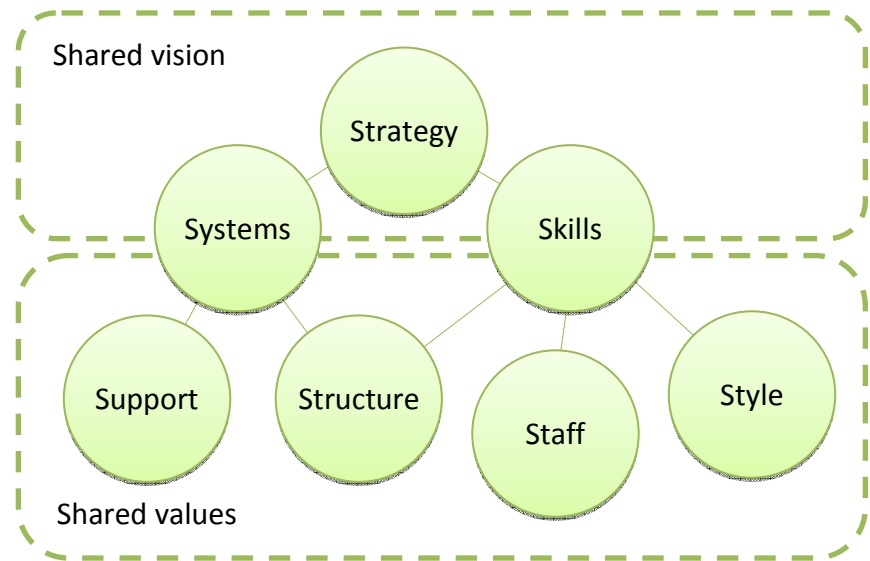 Shared vision
Strategy
Systems
Skills
Support
Structure
Staff
Style
Shared values